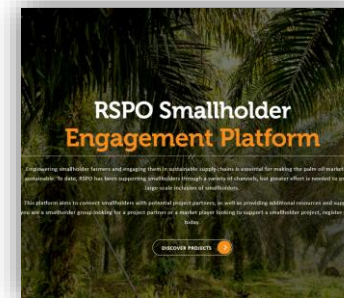 RSPO Smallholder
Engagement Platform
Empowering smallholder farmers and engaging them in sustainable supply chains is essential for making the palm oil market
sustainable. To date, RSPO has been supporting smallholders through a variety of channels, but greater effort is needed to
large-scale inclusion of smallholders.
This platform aims to connect smallholders with potential project partners, as well as providing additional resources and
you are a smallholder group looking for a project partner or a market player looking to support a smallholder project, register
today.
DISCOVER PROJECTS